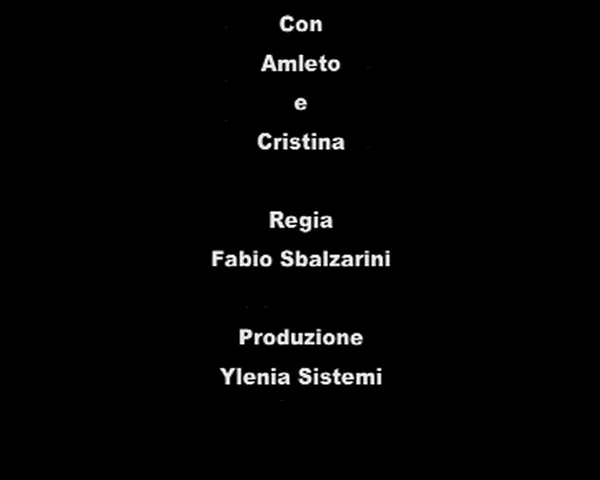 Con
Amleto
e
Cristina
Regia
Fabio Sbalzarini
Produzione
Ylenia Sistemi